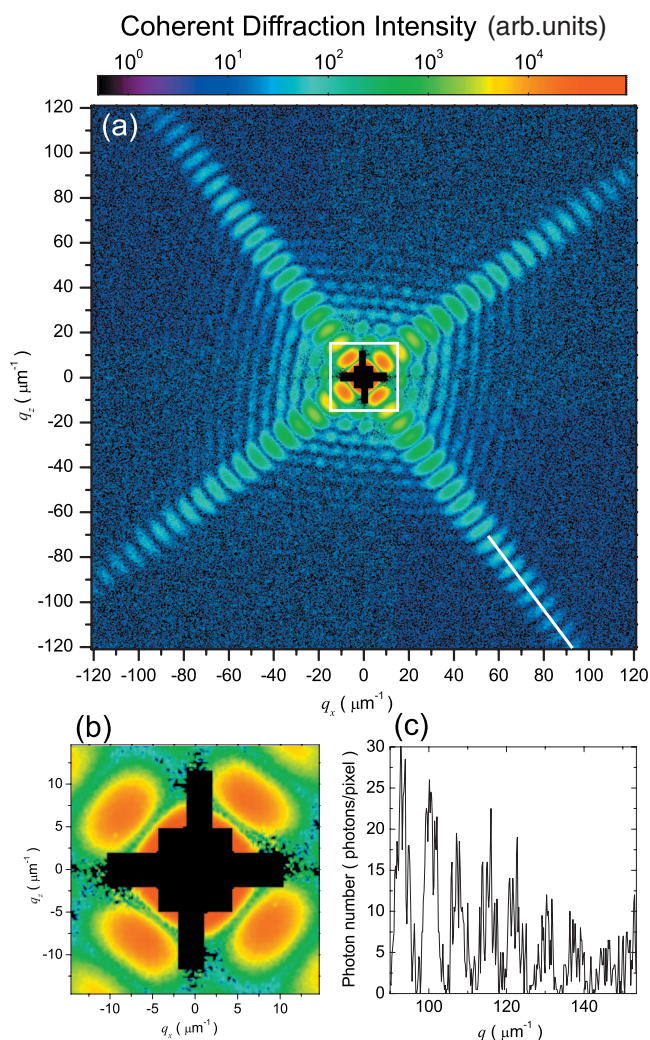 Coherent Diffraction Intensity (arb.units)
10⁰ 10¹ 10² 10³ 10⁴
(a)
120
100
80
60
40
20
0
-20
-40
-60
-80
-100
-120
q_z ( μm⁻¹)
-120 -100 -80 -60 -40 -20 0 20 40 60 80 100 120
q_x ( μm⁻¹)
(b)
10
5
0
-5
-10
q_z ( μm⁻¹)
-10 -5 0 5 10
q_x ( μm⁻¹)
(c)
30
25
20
15
10
5
0
Photon number ( photons/pixel)
100 120 140
q (μm⁻¹)